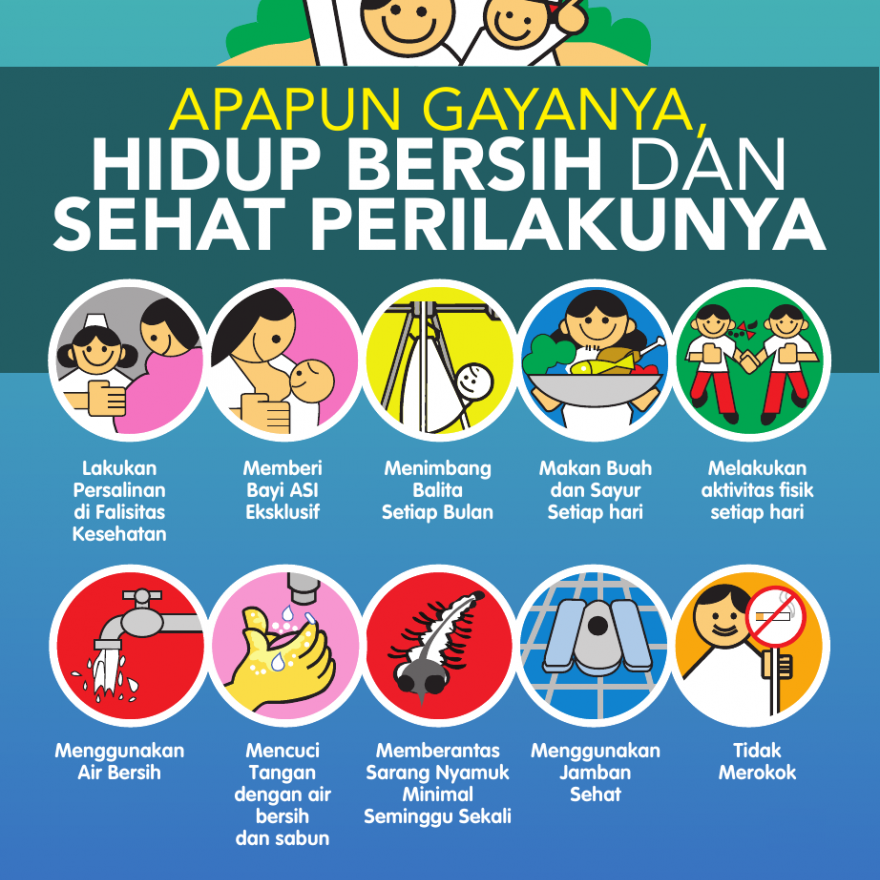 APAPUN GAYANYA,
HIDUP BERSIH DAN
SEHAT PERILAKUNYA
Lakukan
Persalinan
di Falisitas
Kesehatan
Memberi
Bayi ASI
Eksklusif
Menimbang
Balita
Setiap Bulan
Makan Buah
dan Sayur
Setiap hari
Melakukan
aktivitas fisik
setiap hari
Menggunakan
Air Bersih
Mencuci
Tangan
dengan air
bersih
dan sabun
Memberantas
Sarang Nyamuk
Minimal
Seminggu Sekali
Menggunakan
Jamban
Sehat
Tidak
Merokok